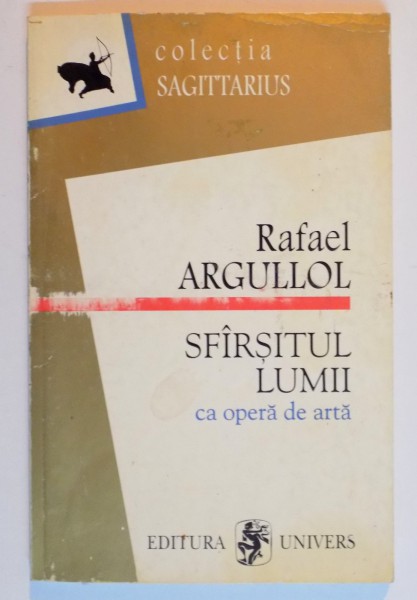 colecția
SAGITTARIUS
Rafael
ARGULLOL
SFÎRȘITUL
LUMII
ca operă de artă
EDITURA UNIVERS